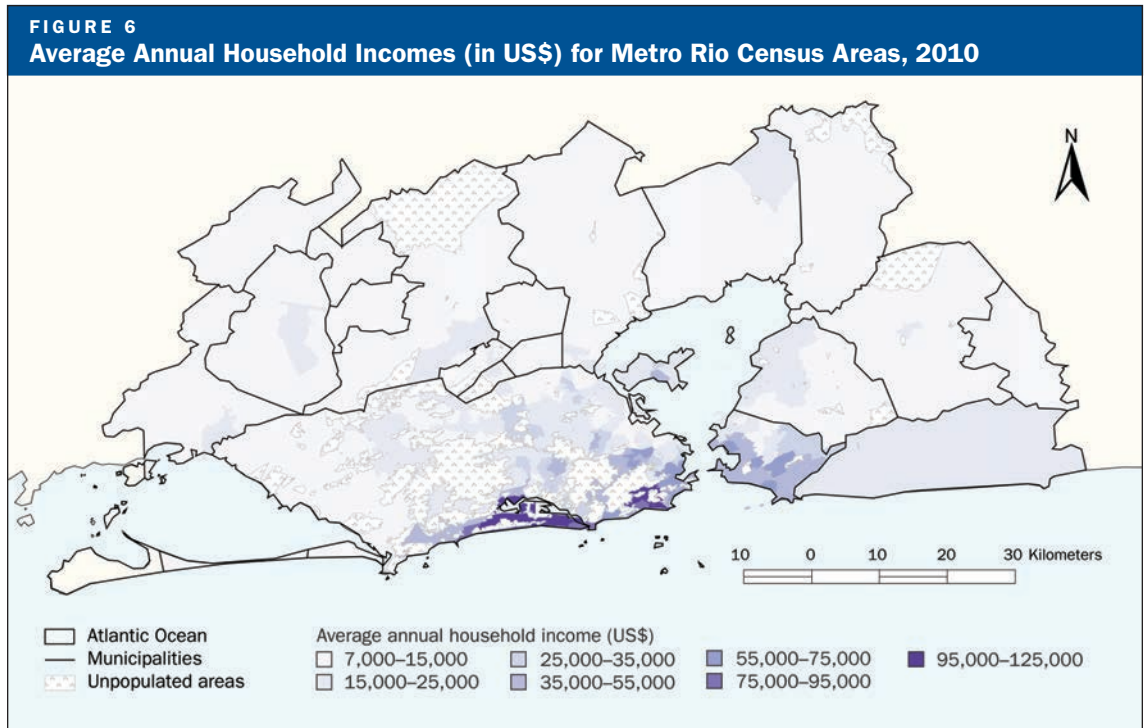 FIGURE 6
Average Annual Household Incomes (in US$) for Metro Rio Census Areas, 2010
N
10 0 10 20 30 Kilometers
Atlantic Ocean
Municipalities
Unpopulated areas
Average annual household income (US$)
7,000–15,000
15,000–25,000
25,000–35,000
35,000–55,000
55,000–75,000
75,000–95,000
95,000–125,000